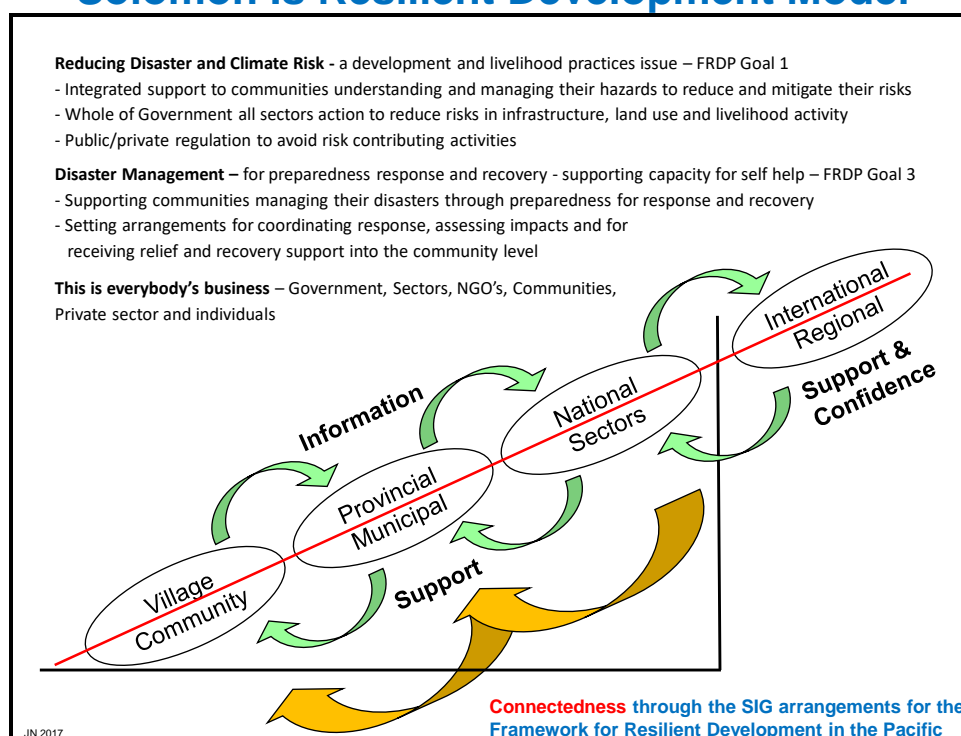 Solomon Is Resilient Development Model
Reducing Disaster and Climate Risk - a development and livelihood practices issue – FRDP Goal 1
- Integrated support to communities understanding and managing their hazards to reduce and mitigate their risks
- Whole of Government all sectors action to reduce risks in infrastructure, land use and livelihood activity
- Public/private regulation to avoid risk contributing activities
Disaster Management – for preparedness response and recovery - supporting capacity for self help – FRDP Goal 3
- Supporting communities managing their disasters through preparedness for response and recovery
- Setting arrangements for coordinating response, assessing impacts and for
receiving relief and recovery support into the community level
This is everybody's business – Government, Sectors, NGO's, Communities,
Private sector and individuals
International
Regional
Support &
Confidence
National
Sectors
Information
Provincial
Municipal
Support
Village
Community
Connectedness through the SIG arrangements for the
Framework for Resilient Development in the Pacific
JN 2017